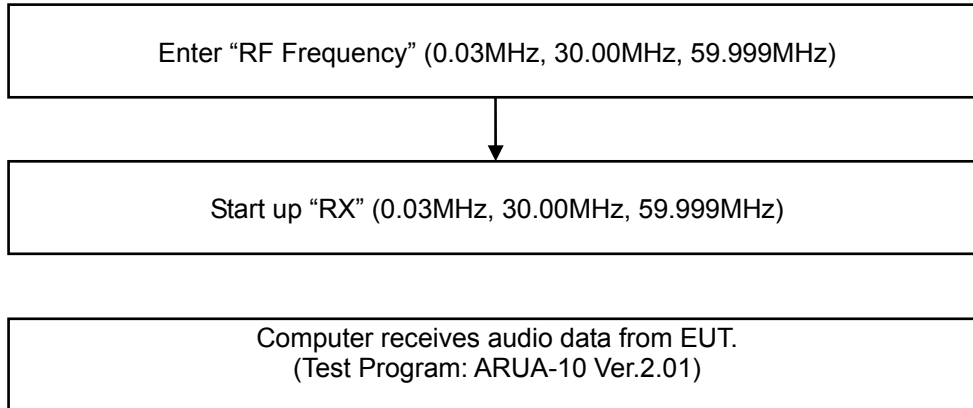 Enter “RF Frequency” (0.03MHz, 30.00MHz, 59.999MHz)
Start up “RX” (0.03MHz, 30.00MHz, 59.999MHz)
Computer receives audio data from EUT.
(Test Program: ARUA-10 Ver.2.01)